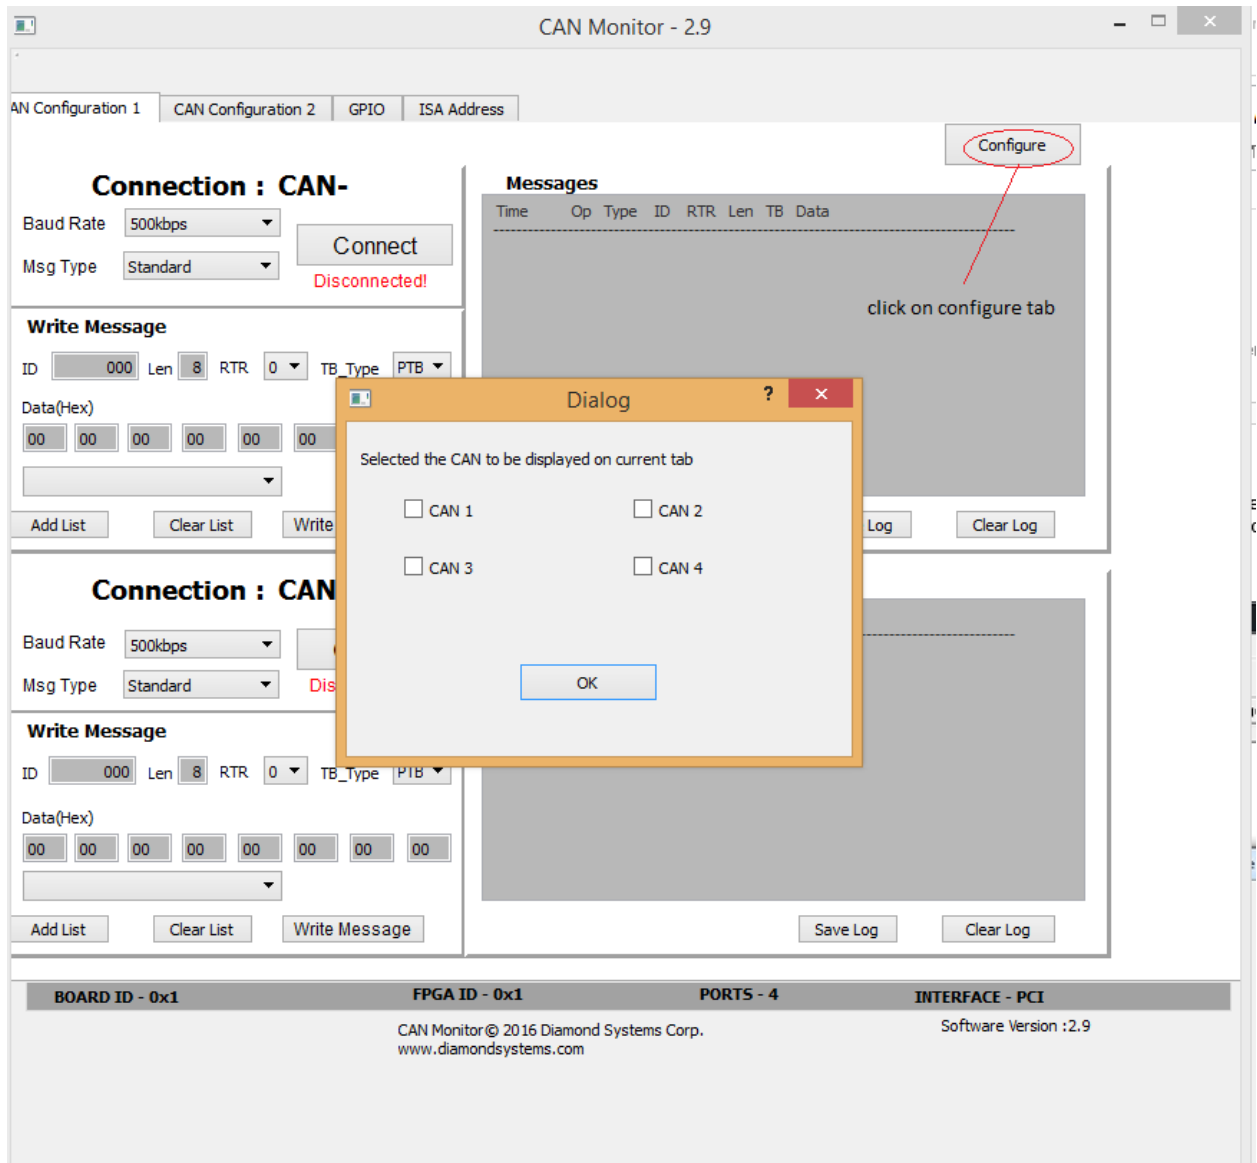 CAN Monitor - 2.9
AN Configuration 1 CAN Configuration 2 GPIO ISA Address
Configure
Connection : CAN-
Messages
Baud Rate 500kbps
Time Op Type ID RTR Len TB Data
Connect
Msg Type Standard
Disconnected!
click on configure tab
Write Message
ID 000 Len 8 RTR 0 TB_Type PTB
Data(Hex)
00 00 00 00 00 00
Dialog ?
Selected the CAN to be displayed on current tab
CAN 1 CAN 2
CAN 3 CAN 4
OK
Add List Clear List Write Log Clear Log
Connection : CAN
Baud Rate 500kbps
Msg Type Standard Dis
Write Message
ID 000 Len 8 RTR 0 TB_Type PTB
Data(Hex)
00 00 00 00 00 00 00 00
Add List Clear List Write Message Save Log Clear Log
BOARD ID - 0x1 FPGA ID - 0x1 PORTS - 4 INTERFACE - PCI
CAN Monitor© 2016 Diamond Systems Corp. Software Version :2.9
www.diamondsystems.com